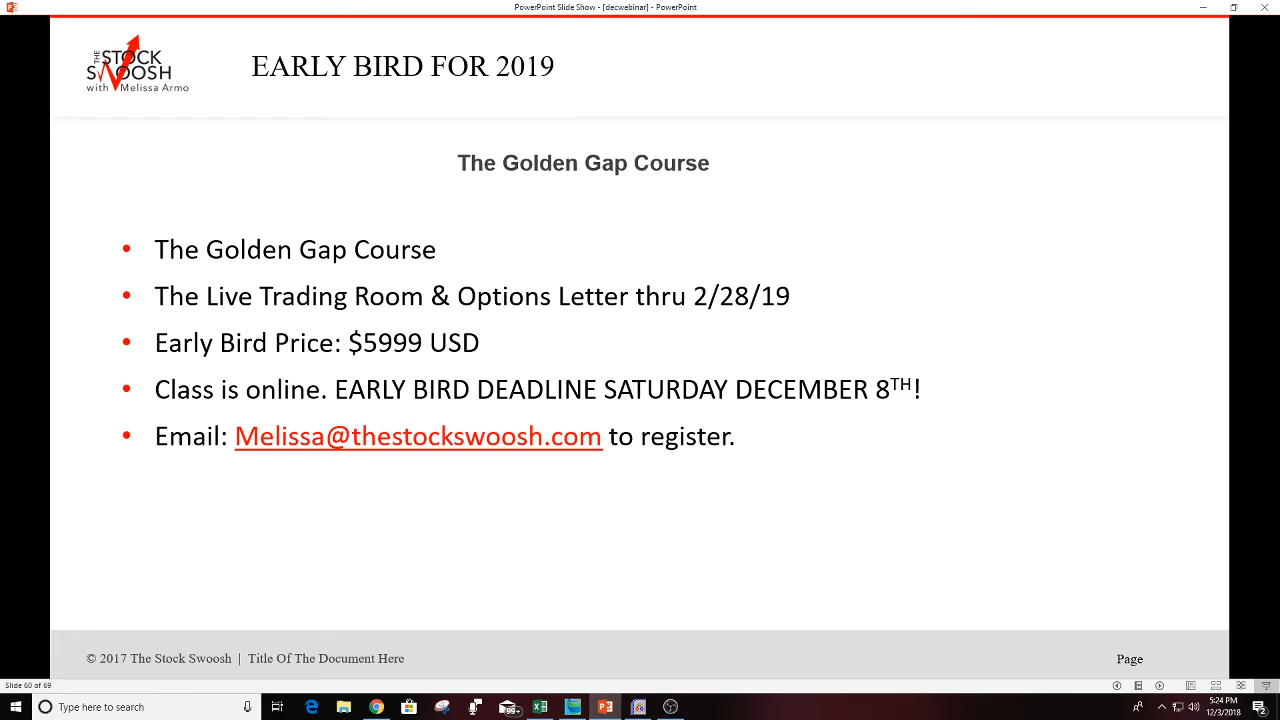 PowerPoint Slide Show - [decwebinar] - PowerPoint
THE STOCK
SWOOSH
with Melissa Armo
EARLY BIRD FOR 2019
The Golden Gap Course
• The Golden Gap Course
• The Live Trading Room & Options Letter thru 2/28/19
• Early Bird Price: $5999 USD
• Class is online. EARLY BIRD DEADLINE SATURDAY DECEMBER 8TH!
• Email: Melissa@thestockswoosh.com to register.
© 2017 The Stock Swoosh | Title Of The Document Here
Page
Slide 60 of 69
Type here to search
99+
5:24 PM
12/3/2018